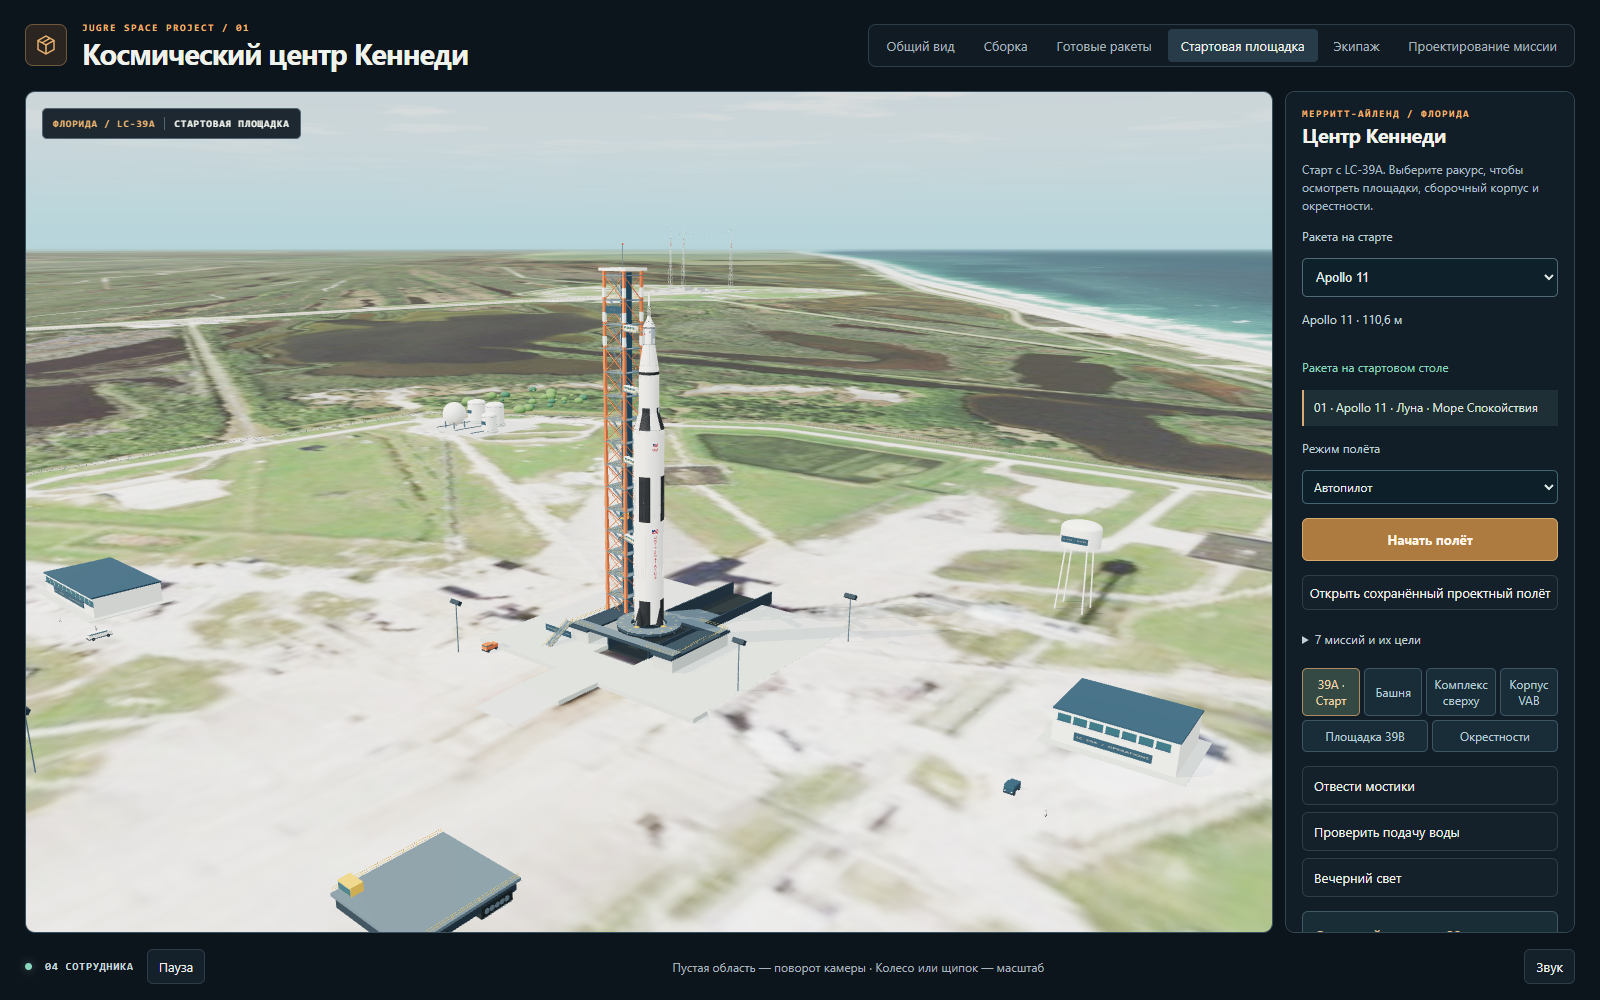 JUGRE SPACE PROJECT / 01
Космический центр Кеннеди
Общий вид
Сборка
Готовые ракеты
Стартовая площадка
Экипаж
Проектирование миссии
ФЛОРИДА / LC-39A
СТАРТОВАЯ ПЛОЩАДКА
МЕРРИТТ-АЙЛЕНД / ФЛОРИДА
Центр Кеннеди
Старт с LC-39A. Выберите ракурс, чтобы
осмотреть площадки, сборочный корпус и
окрестности.
Ракета на старте
Apollo 11
Apollo 11 · 110,6 м
Ракета на стартовом столе
01 · Apollo 11 · Луна · Море Спокойствия
Режим полёта
Автопилот
Начать полёт
Открыть сохранённый проектный полёт
7 миссий и их цели
39A ·
Старт
Башня
Комплекс
сверху
Корпус
VAB
Площадка 39B
Окрестности
Отвести мостики
Проверить подачу воды
Вечерний свет
04 СОТРУДНИКА
Пауза
Пустая область — поворот камеры · Колесо или щипок — масштаб
Звук